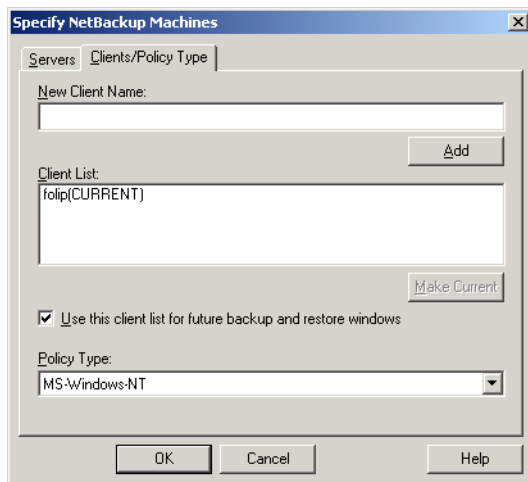 Specify NetBackup Machines
Servers
Clients/Policy Type
New Client Name:
Add
Client List:
folip(CURRENT)
Make Current
Use this client list for future backup and restore windows
Policy Type:
MS-Windows-NT
OK
Cancel
Help